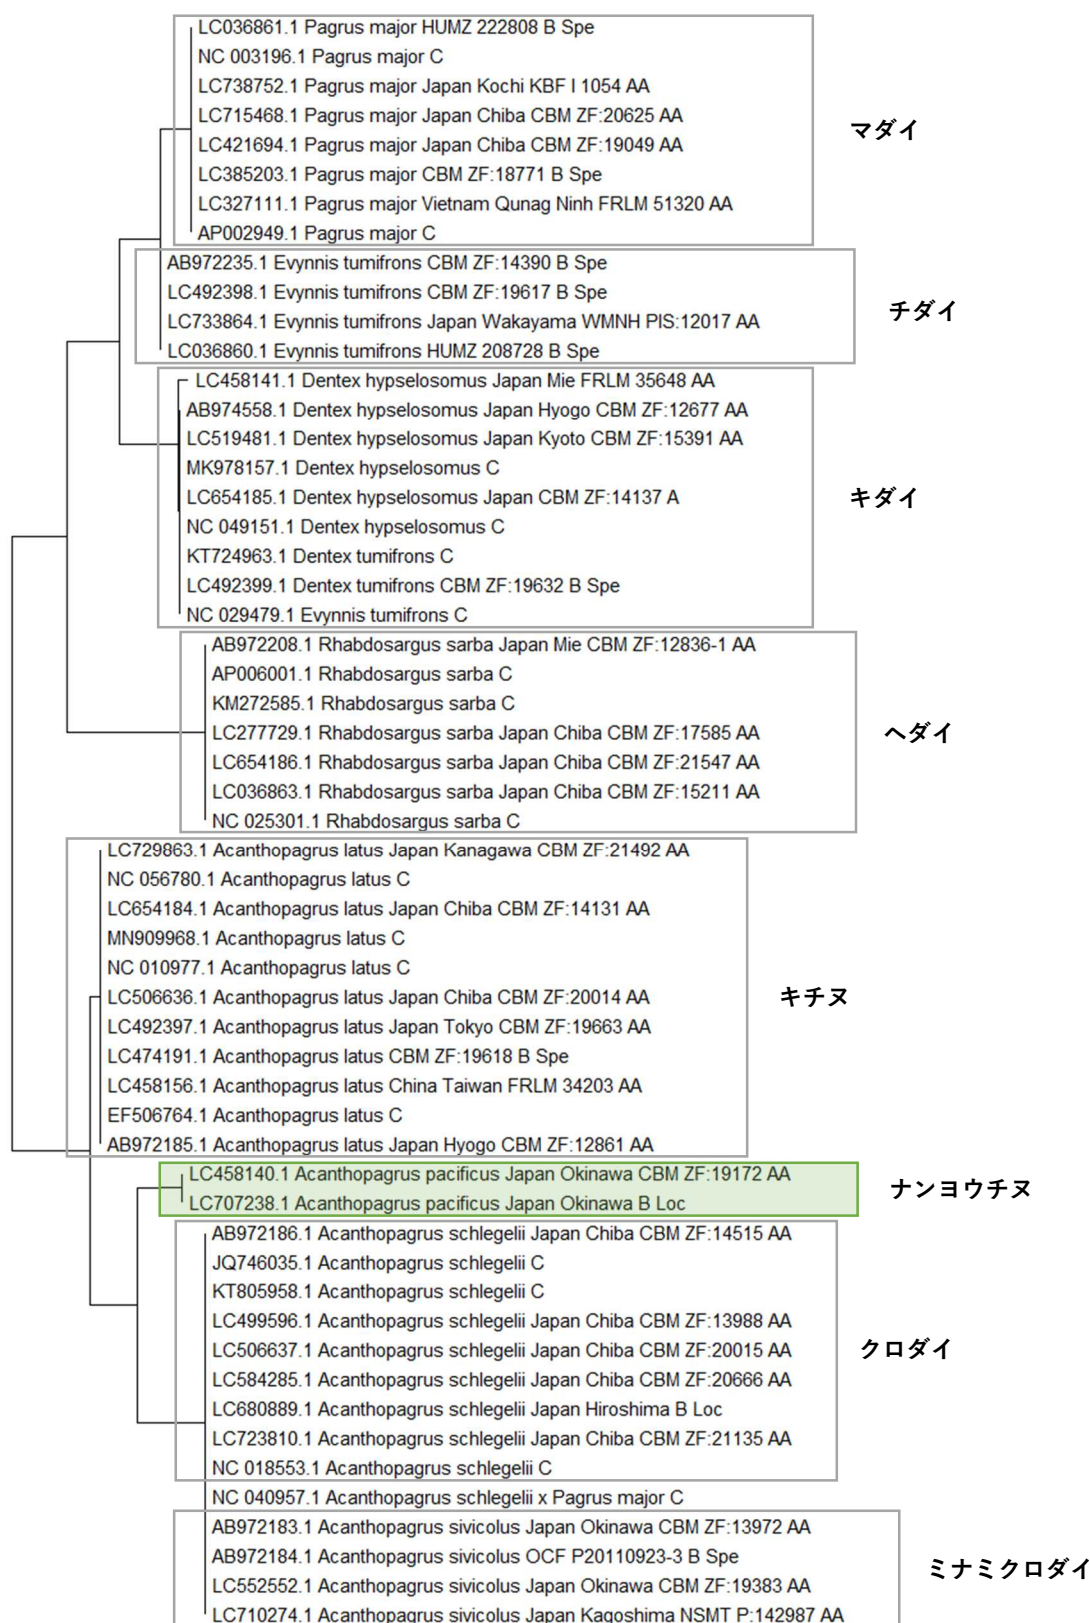 LC036861.1 Pagrus major HUMZ 222808 B Spe
NC 003196.1 Pagrus major C
LC738752.1 Pagrus major Japan Kochi KBF I 1054 AA
LC715468.1 Pagrus major Japan Chiba CBM ZF:20625 AA
LC421694.1 Pagrus major Japan Chiba CBM ZF:19049 AA
LC385203.1 Pagrus major CBM ZF:18771 B Spe
LC327111.1 Pagrus major Vietnam Qunag Ninh FRLM 51320 AA
AP002949.1 Pagrus major C
マダイ
AB972235.1 Evynnis tumifrons CBM ZF:14390 B Spe
LC492398.1 Evynnis tumifrons CBM ZF:19617 B Spe
LC733864.1 Evynnis tumifrons Japan Wakayama WMNH PIS:12017 AA
LC036860.1 Evynnis tumifrons HUMZ 208728 B Spe
チダイ
LC458141.1 Dentex hypselosomus Japan Mie FRLM 35648 AA
AB974558.1 Dentex hypselosomus Japan Hyogo CBM ZF:12677 AA
LC519481.1 Dentex hypselosomus Japan Kyoto CBM ZF:15391 AA
MK978157.1 Dentex hypselosomus C
LC654185.1 Dentex hypselosomus Japan CBM ZF:14137 A
NC 049151.1 Dentex hypselosomus C
KT724963.1 Dentex tumifrons C
LC492399.1 Dentex tumifrons CBM ZF:19632 B Spe
NC 029479.1 Evynnis tumifrons C
キダイ
AB972208.1 Rhabdosargus sarba Japan Mie CBM ZF:12836-1 AA
AP006001.1 Rhabdosargus sarba C
KM272585.1 Rhabdosargus sarba C
LC277729.1 Rhabdosargus sarba Japan Chiba CBM ZF:17585 AA
LC654186.1 Rhabdosargus sarba Japan Chiba CBM ZF:21547 AA
LC036863.1 Rhabdosargus sarba Japan Chiba CBM ZF:15211 AA
NC 025301.1 Rhabdosargus sarba C
ヘダイ
LC729863.1 Acanthopagrus latus Japan Kanagawa CBM ZF:21492 AA
NC 056780.1 Acanthopagrus latus C
LC654184.1 Acanthopagrus latus Japan Chiba CBM ZF:14131 AA
MN909968.1 Acanthopagrus latus C
NC 010977.1 Acanthopagrus latus C
LC506636.1 Acanthopagrus latus Japan Chiba CBM ZF:20014 AA
LC492397.1 Acanthopagrus latus Japan Tokyo CBM ZF:19663 AA
LC474191.1 Acanthopagrus latus CBM ZF:19618 B Spe
LC458156.1 Acanthopagrus latus China Taiwan FRLM 34203 AA
EF506764.1 Acanthopagrus latus C
AB972185.1 Acanthopagrus latus Japan Hyogo CBM ZF:12861 AA
キチヌ
LC458140.1 Acanthopagrus pacificus Japan Okinawa CBM ZF:19172 AA
LC707238.1 Acanthopagrus pacificus Japan Okinawa B Loc
ナンヨウチヌ
AB972186.1 Acanthopagrus schlegelii Japan Chiba CBM ZF:14515 AA
JQ746035.1 Acanthopagrus schlegelii C
KT805958.1 Acanthopagrus schlegelii C
LC499596.1 Acanthopagrus schlegelii Japan Chiba CBM ZF:13988 AA
LC506637.1 Acanthopagrus schlegelii Japan Chiba CBM ZF:20015 AA
LC584285.1 Acanthopagrus schlegelii Japan Chiba CBM ZF:20666 AA
LC680889.1 Acanthopagrus schlegelii Japan Hiroshima B Loc
LC723810.1 Acanthopagrus schlegelii Japan Chiba CBM ZF:21135 AA
NC 018553.1 Acanthopagrus schlegelii C
クロダイ
NC 040957.1 Acanthopagrus schlegelii x Pagrus major C
AB972183.1 Acanthopagrus sivicolus Japan Okinawa CBM ZF:13972 AA
AB972184.1 Acanthopagrus sivicolus OCF P20110923-3 B Spe
LC552552.1 Acanthopagrus sivicolus Japan Okinawa CBM ZF:19383 AA
LC710274.1 Acanthopagrus sivicolus Japan Kagoshima NSMT P:142987 AA
ミナミクロダイ